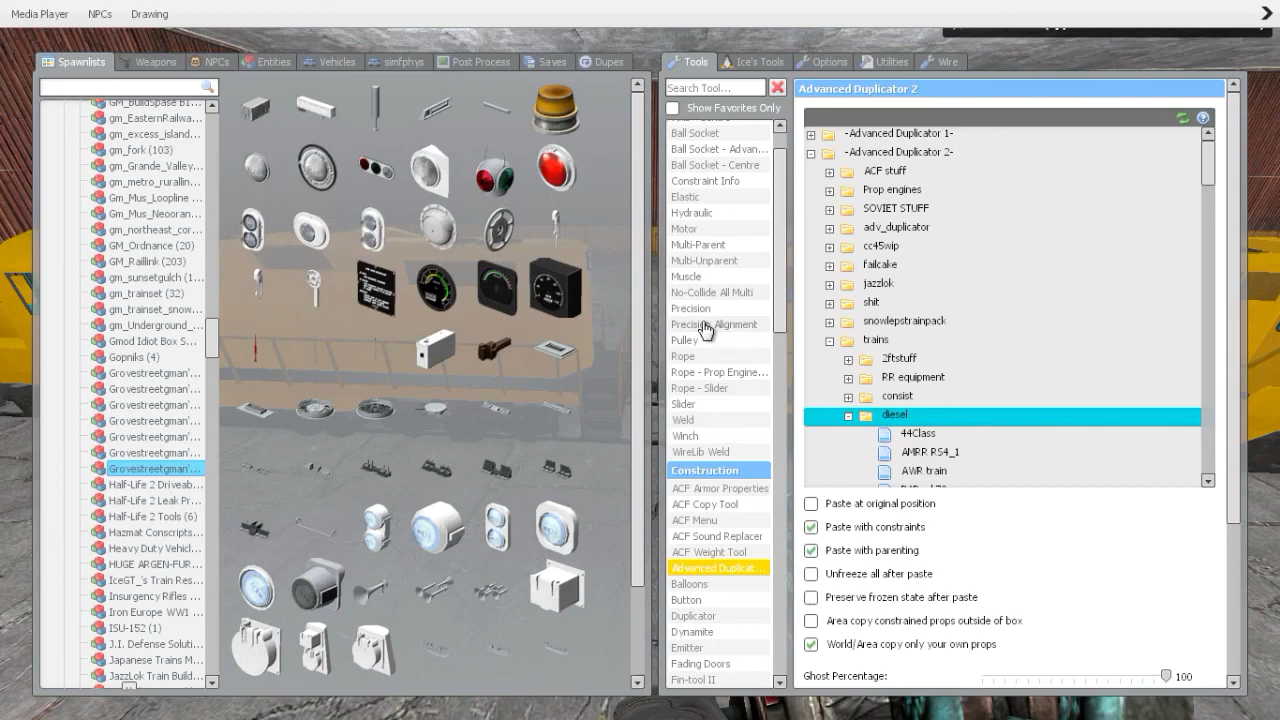 Media Player NPCs Drawing
Spawnlists Weapons NPCs Entities Vehicles simfphys Post Process Saves Dupes
GM_BuildSpace B1...
gm_EasternRailwa...
gm_excess_island...
gm_fork (103)
gm_Grande_Valley...
gm_metro_rurallin...
Gm_Mus_Loopline ...
Gm_Mus_Neooran...
gm_northeast_cor...
GM_Ordnance (20)
GM_Raillink (203)
gm_sunsetgulch (1...
gm_trainset (32)
gm_trainset_snow...
gm_Underground_...
Gmod Idiot Box S...
Gopniks (4)
Grovestreetgman'...
Grovestreetgman'...
Grovestreetgman'...
Grovestreetgman'...
Grovestreetgman'...
Grovestreetgman'...
Grovestreetgman'...
Half-Life 2 Driveab...
Half-Life 2 Leak Pr...
Half-Life 2 Tools (6)
Hazmat Conscripts...
Heavy Duty Vehicl...
HUGE ARGEN-FUR...
IceGT_'s Train Res...
Insurgency Rifles ...
Iron Europe WW1 ...
ISU-152 (1)
J.I. Defense Soluti...
Japanese Trains M...
JazzLok Train Build...
Tools Ice's Tools Options Utilities Wire
Search Tool...
Show Favorites Only
Ball Socket
Ball Socket - Advan...
Ball Socket - Centre
Constraint Info
Elastic
Hydraulic
Motor
Multi-Parent
Multi-Unparent
Muscle
No-Collide All Multi
Precision
Precision Alignment
Pulley
Rope
Rope - Prop Engine...
Rope - Slider
Slider
Weld
Winch
WireLib Weld
Construction
ACF Armor Properties
ACF Copy Tool
ACF Menu
ACF Sound Replacer
ACF Weight Tool
Advanced Duplicat...
Balloons
Button
Duplicator
Dynamite
Emitter
Fading Doors
Fin-tool II
Advanced Duplicator 2
-Advanced Duplicator 1-
-Advanced Duplicator 2-
ACF stuff
Prop engines
SOVIET STUFF
adv_duplicator
cc45wip
failcake
jazzlok
shit
snowlepstrainpack
trains
2ftstuff
RR equipment
consist
diesel
44Class
AMRR RS4_1
AWR train
Paste at original position
Paste with constraints
Paste with parenting
Unfreeze all after paste
Preserve frozen state after paste
Area copy constrained props outside of box
World/Area copy only your own props
Ghost Percentage: 100